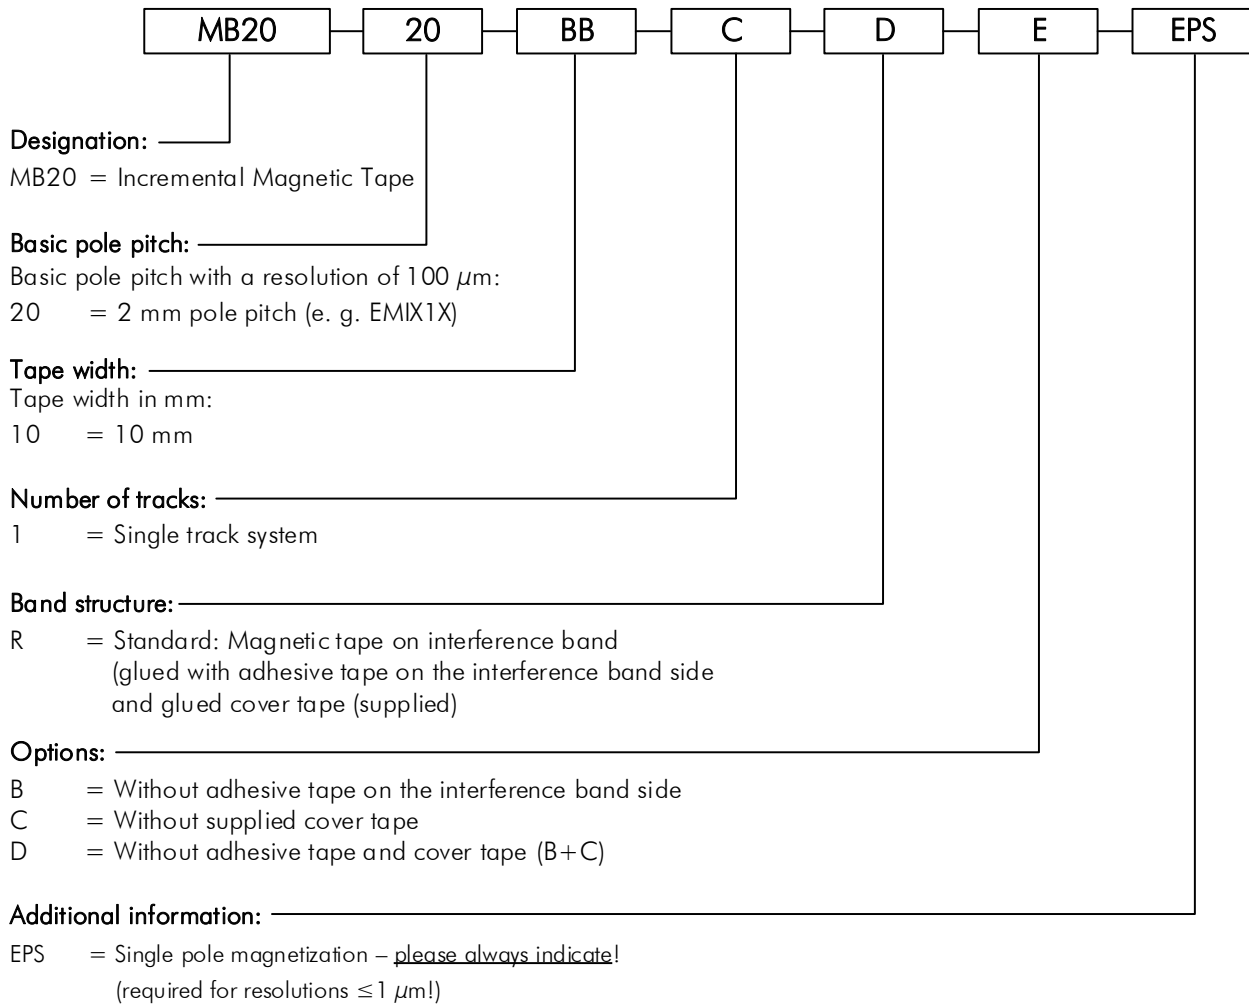 MB20 20 BB C D E EPS
Designation:
MB20 = Incremental Magnetic Tape
Basic pole pitch:
Basic pole pitch with a resolution of 100 µm:
20 = 2 mm pole pitch (e. g. EMIX1X)
Tape width:
Tape width in mm:
10 = 10 mm
Number of tracks:
1 = Single track system
Band structure:
R = Standard: Magnetic tape on interference band
(glued with adhesive tape on the interference band side
and glued cover tape (supplied)
Options:
B = Without adhesive tape on the interference band side
C = Without supplied cover tape
D = Without adhesive tape and cover tape (B+C)
Additional information:
EPS = Single pole magnetization – please always indicate!
(required for resolutions ≤1 µm!)